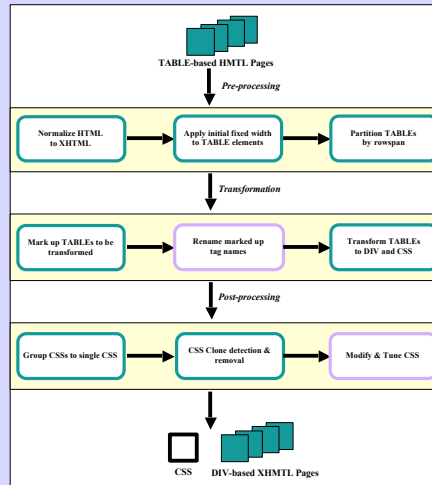 TABLE-based HMTL Pages
Pre-processing
Normalize HTML
to XHTML
Apply initial fixed width
to TABLE elements
Partition TABLEs
by rowspan
Transformation
Mark up TABLEs to be
transformed
Rename marked up
tag names
Transform TABLEs
to DIV and CSS
Post-processing
Group CSSs to single CSS
CSS Clone detection &
removal
Modify & Tune CSS
CSS
DIV-based XHMTL Pages